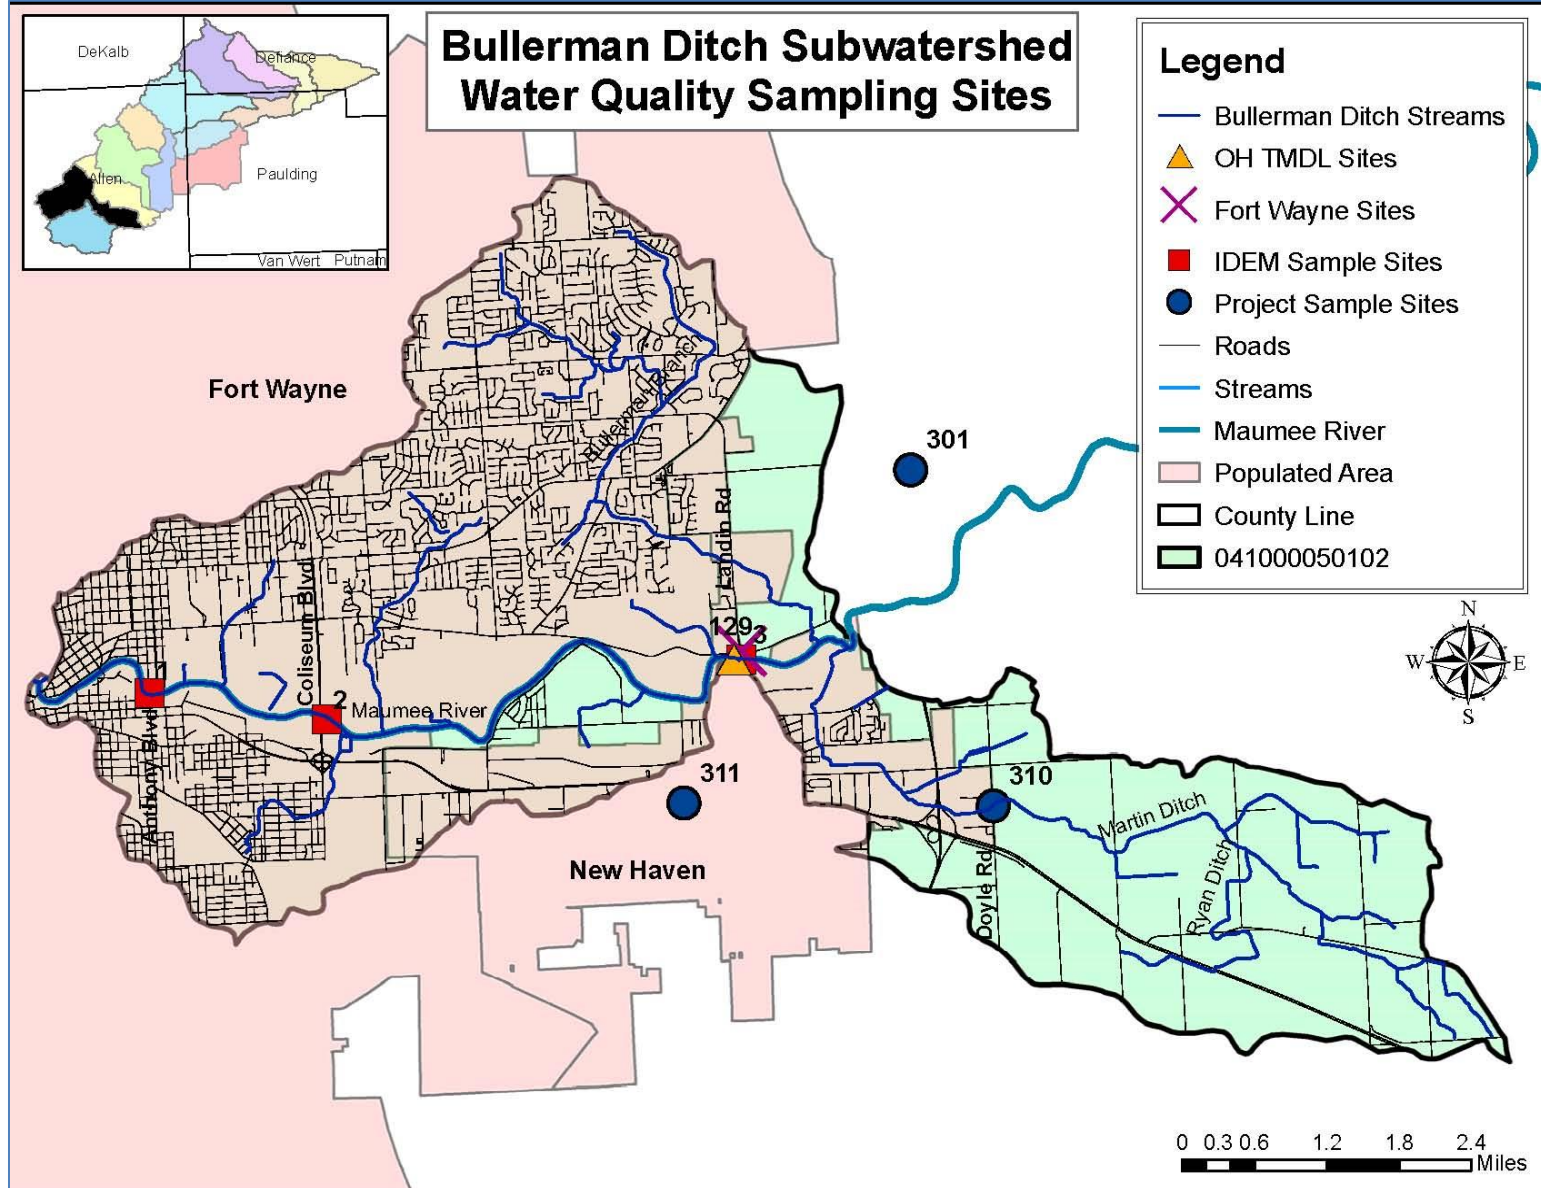 Bullerman Ditch Subwatershed
Water Quality Sampling Sites
DeKalb
Defiance
Allen
Paulding
Van Wert
Putnam
Legend
Bullerman Ditch Streams
OH TMDL Sites
Fort Wayne Sites
IDEM Sample Sites
Project Sample Sites
Roads
Streams
Maumee River
Populated Area
County Line
041000050102
N
W
E
S
Fort Wayne
Bullerman Branch
301
Landin Rd
Coliseum Blvd
129
3
1
2
Maumee River
Anthony Blvd
311
310
New Haven
Martin Ditch
Ryan Ditch
Doyle Rd
0 0.3 0.6 1.2 1.8 2.4
Miles